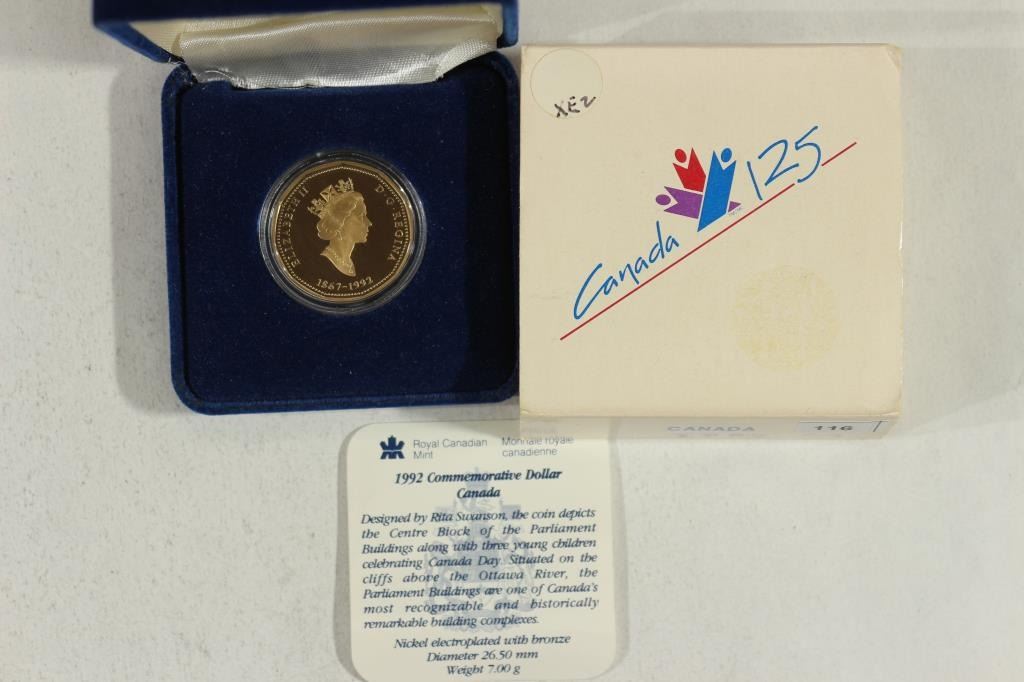 ELIZABETH II D·G·REGINA
1867-1992
XE2
Canada 125
CANADA
116
Royal Canadian Mint
Monnaie royale canadienne
1992 Commemorative Dollar
Canada
Designed by Rita Swanson, the coin depicts
the Centre Block of the Parliament
Buildings along with three young children
celebrating Canada Day. Situated on the
cliffs above the Ottawa River, the
Parliament Buildings are one of Canada's
most recognizable and historically
remarkable building complexes.
Nickel electroplated with bronze
Diameter 26.50 mm
Weight 7.00 g